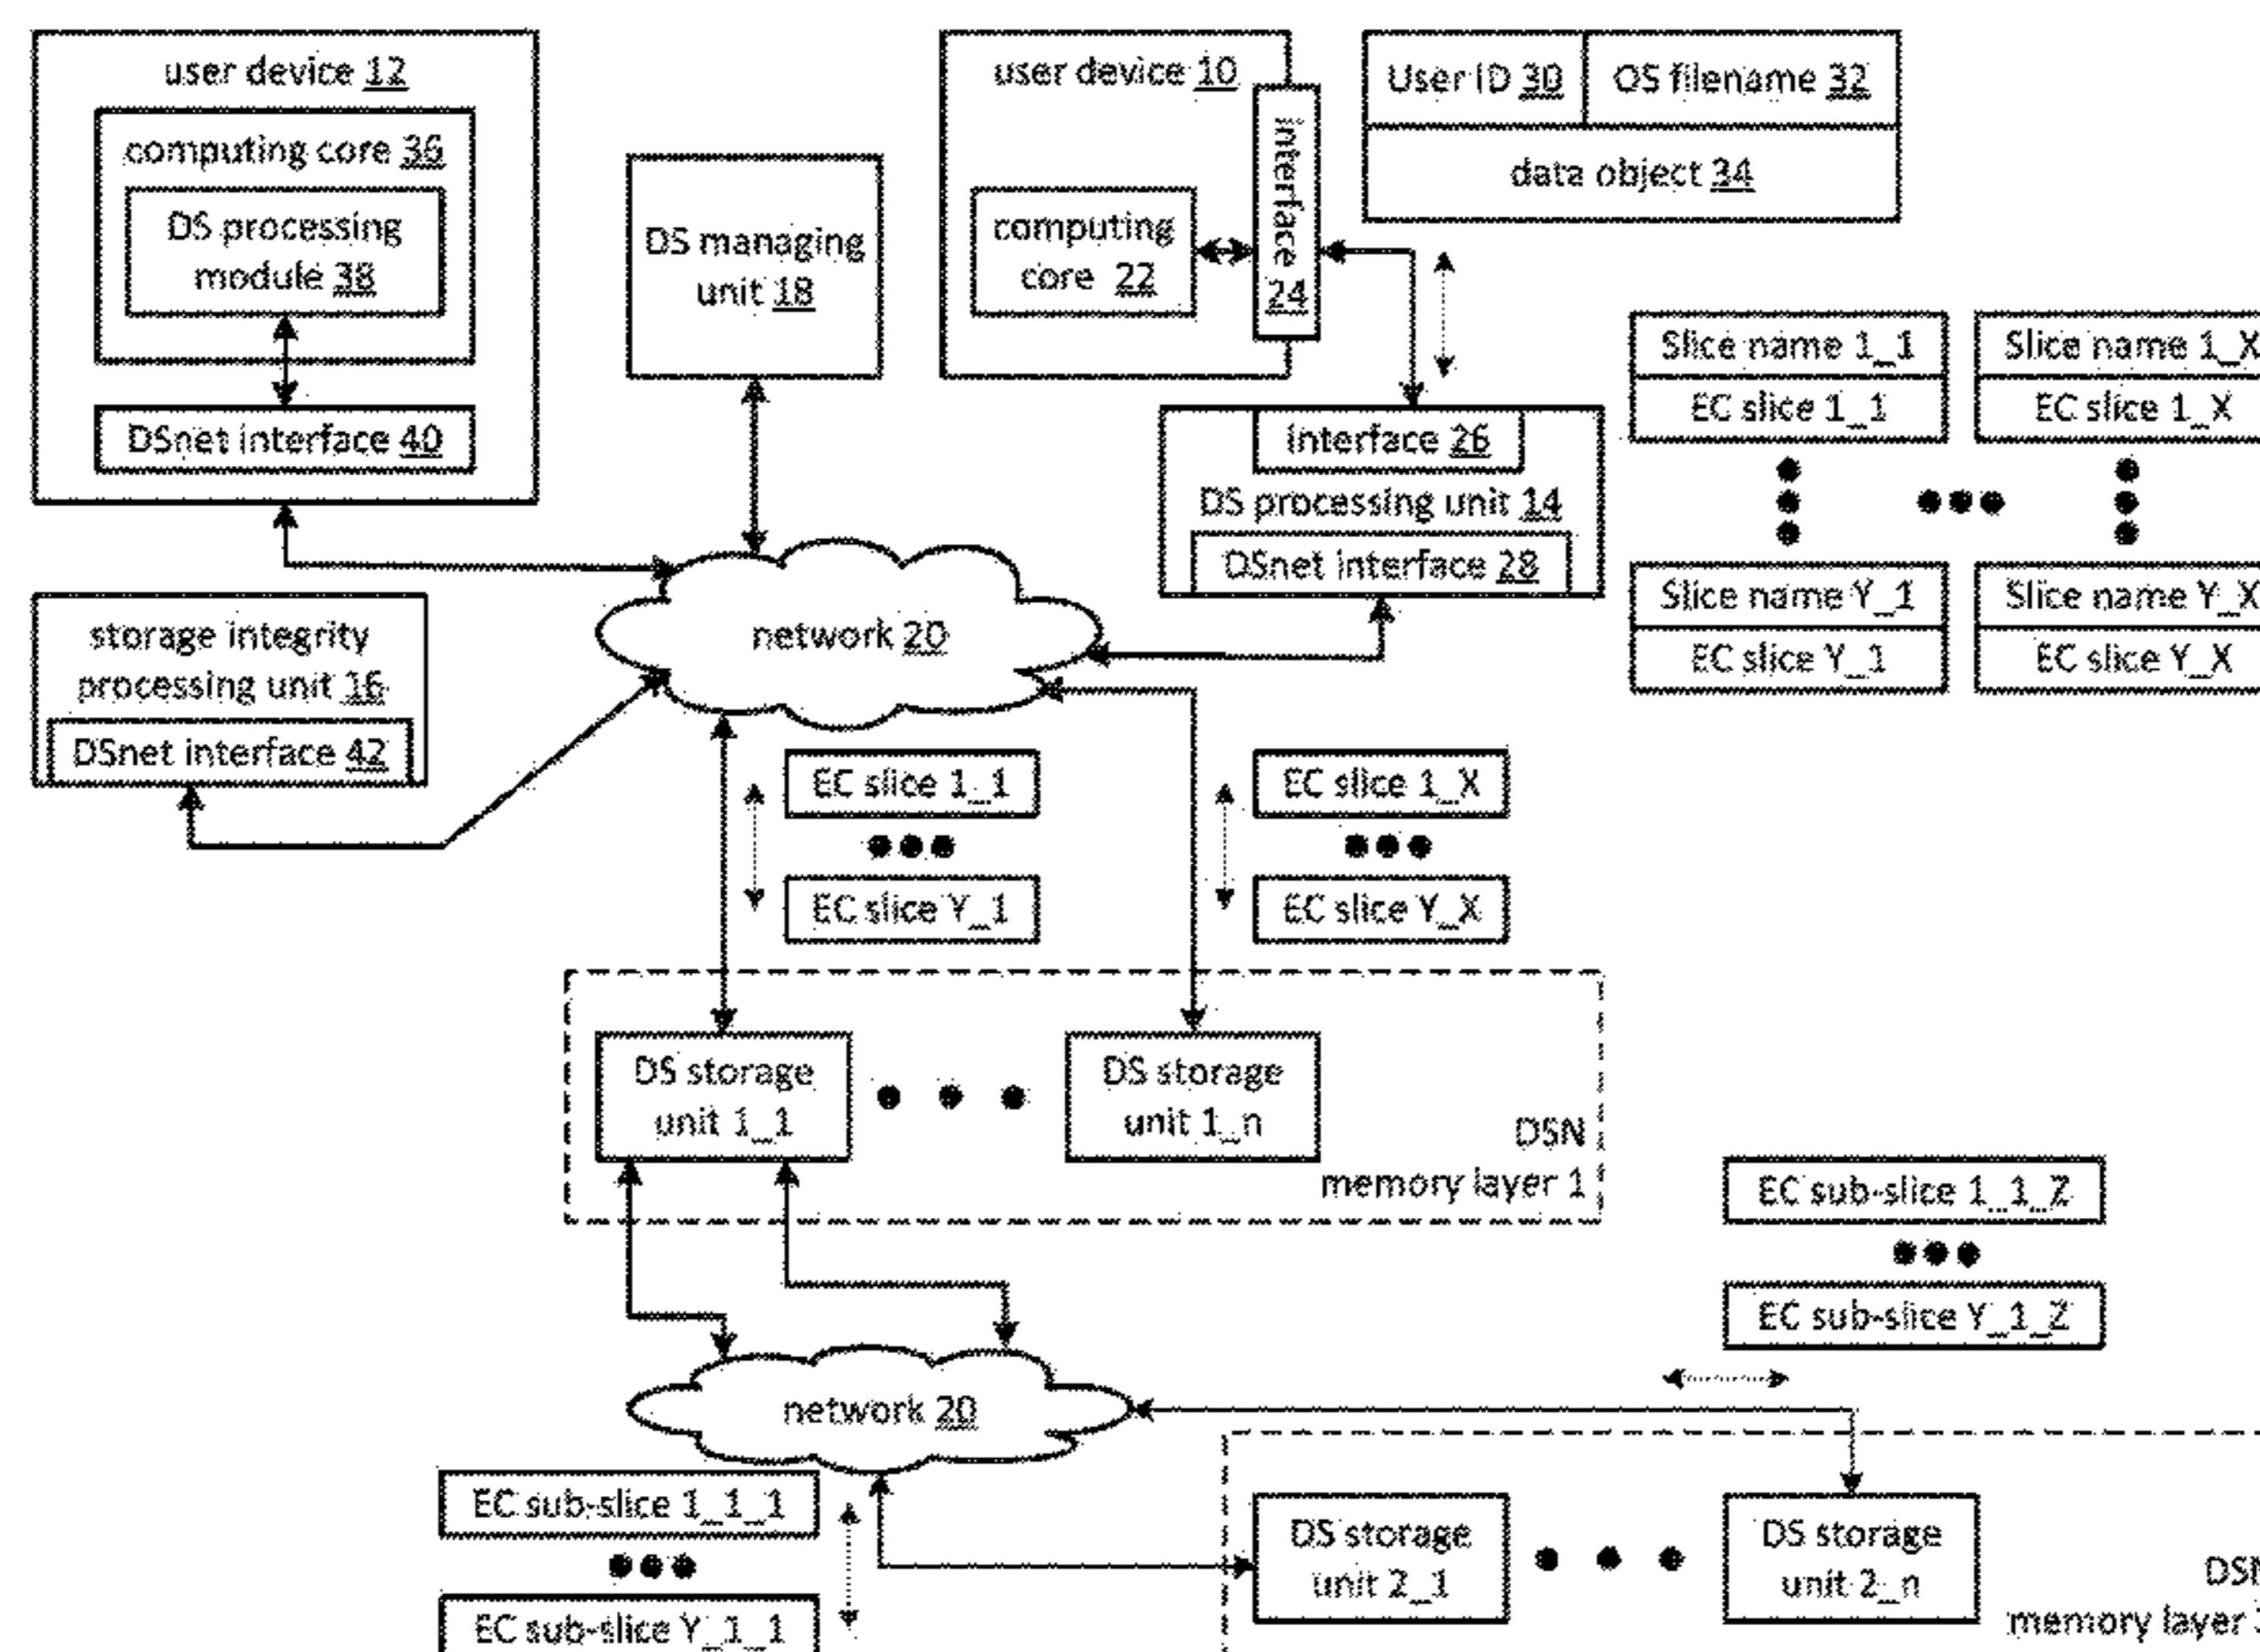 user device 12
computing core 36
DS processing
module 38
DSnet interface 40
DS managing
unit 18
user device 10
computing
core 22
interface 24
User ID 30
OS filename 32
data object 34
interface 26
DS processing unit 14
DSnet interface 28
Slice name 1_1
EC slice 1_1
Slice name 1_X
EC slice 1_X
Slice name Y_1
EC slice Y_1
Slice name Y_X
EC slice Y_X
storage integrity
processing unit 16
DSnet interface 42
network 20
EC slice 1_1
EC slice Y_1
EC slice 1_X
EC slice Y_X
DS storage
unit 1_1
DS storage
unit 1_n
DSN
memory layer 1
EC sub-slice 1_1_Z
EC sub-slice Y_1_Z
network 20
EC sub-slice 1_1_1
EC sub-slice Y_1_1
DS storage
unit 2_1
DS storage
unit 2_n
memory layer